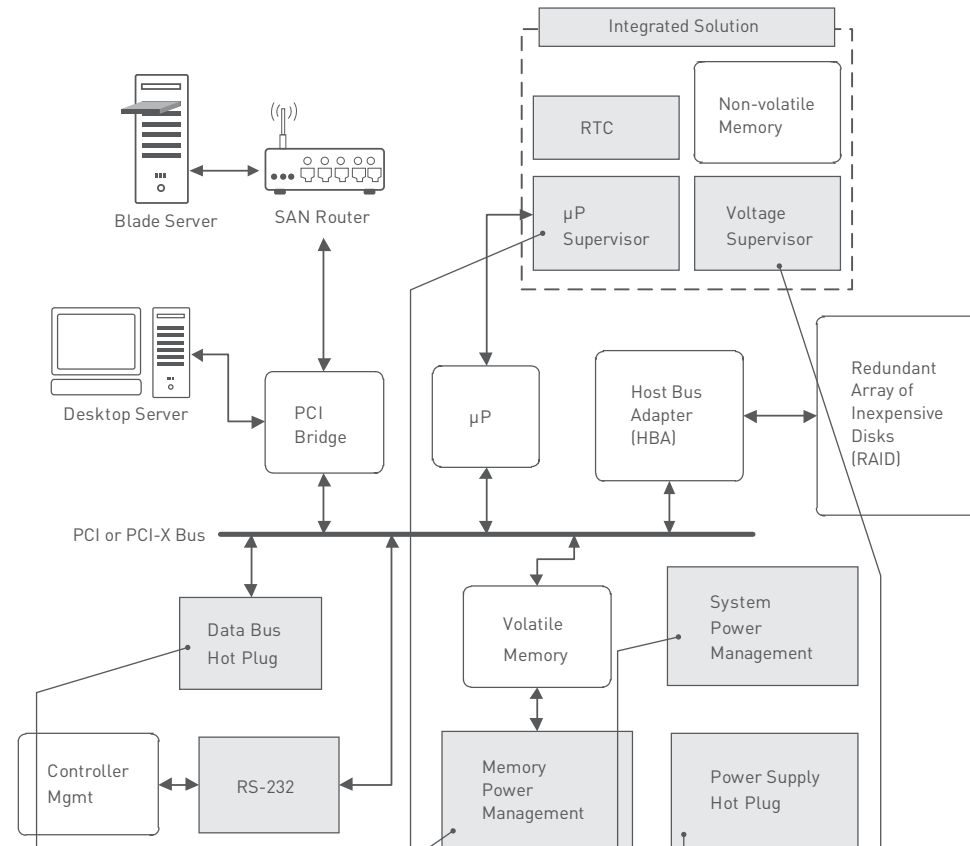 Integrated Solution
RTC
Non-volatile
Memory
µP
Supervisor
Voltage
Supervisor
Blade Server
SAN Router
Desktop Server
PCI
Bridge
µP
Host Bus
Adapter
(HBA)
Redundant
Array of
Inexpensive
Disks
(RAID)
PCI or PCI-X Bus
Data Bus
Hot Plug
Volatile
Memory
System
Power
Management
Controller
Mgmt
RS-232
Memory
Power
Management
Power Supply
Hot Plug